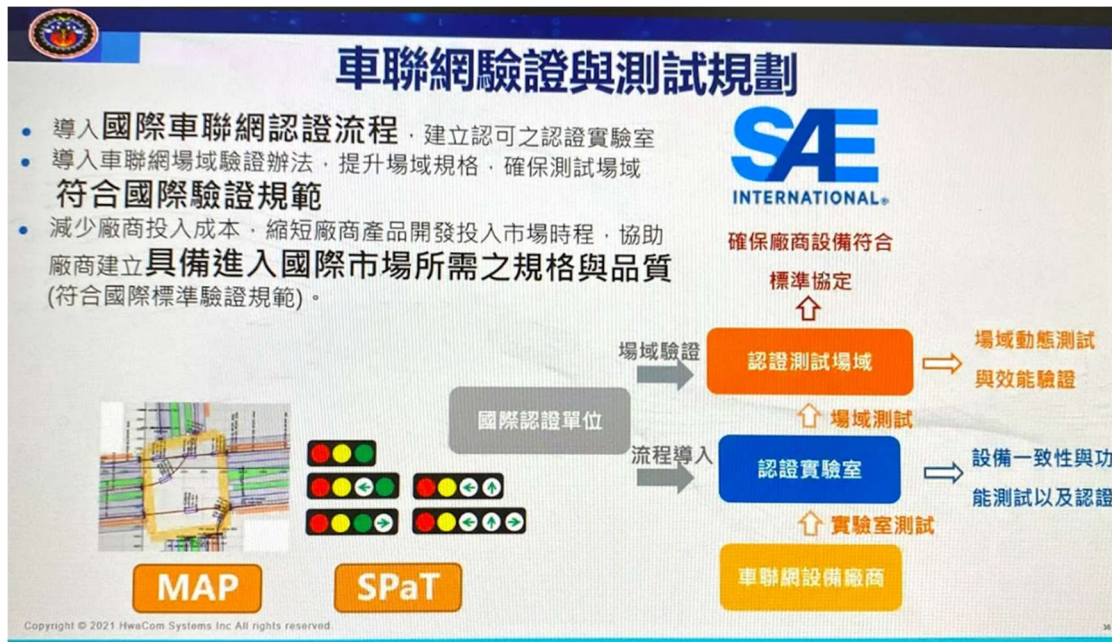 車聯網驗證與測試規劃
• 導入國際車聯網認證流程，建立認可之認證實驗室
• 導入車聯網場域驗證辦法，提升場域規格，確保測試場域
符合國際驗證規範
• 減少廠商投入成本，縮短廠商產品開發投入市場時程，協助
廠商建立具備進入國際市場所需之規格與品質
(符合國際標準驗證規範)。
SAE
INTERNATIONAL®
確保廠商設備符合
標準協定
場域驗證
認證測試場域
場域動態測試
與效能驗證
國際認證單位
場域測試
流程導入
認證實驗室
設備一致性與功
能測試以及認證
實驗室測試
車聯網設備廠商
MAP
SPaT
Copyright © 2021 HwaCom Systems Inc All rights reserved